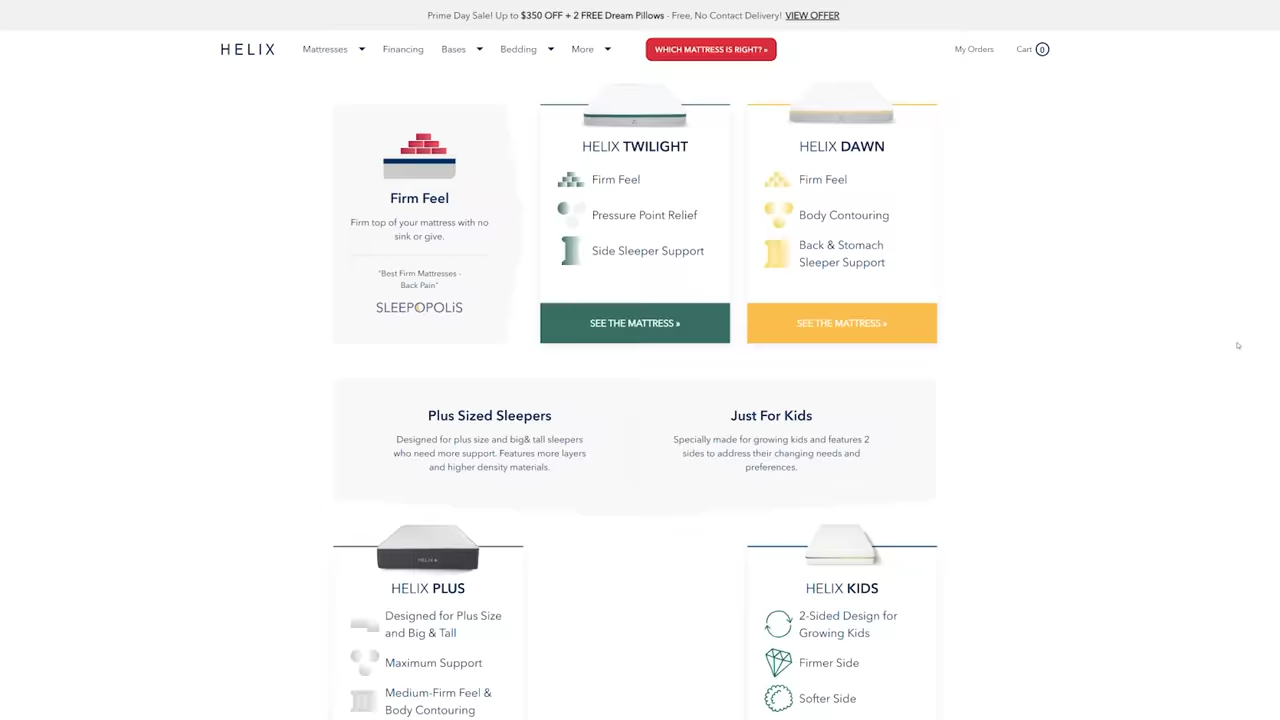 Prime Day Sale! Up to $350 OFF + 2 FREE Dream Pillows - Free, No Contact Delivery! VIEW OFFER
HELIX
Mattresses
Financing
Bases
Bedding
More
WHICH MATTRESS IS RIGHT? »
My Orders
Cart 0
Firm Feel
Firm top of your mattress with no
sink or give.
"Best Firm Mattresses -
Back Pain"
SLEEPOPOLiS
HELIX TWILIGHT
Firm Feel
Pressure Point Relief
Side Sleeper Support
SEE THE MATTRESS »
HELIX DAWN
Firm Feel
Body Contouring
Back & Stomach
Sleeper Support
SEE THE MATTRESS »
Plus Sized Sleepers
Designed for plus size and big& tall sleepers
who need more support. Features more layers
and higher density materials.
Just For Kids
Specially made for growing kids and features 2
sides to address their changing needs and
preferences.
HELIX PLUS
Designed for Plus Size
and Big & Tall
Maximum Support
Medium-Firm Feel &
Body Contouring
HELIX KIDS
2-Sided Design for
Growing Kids
Firmer Side
Softer Side